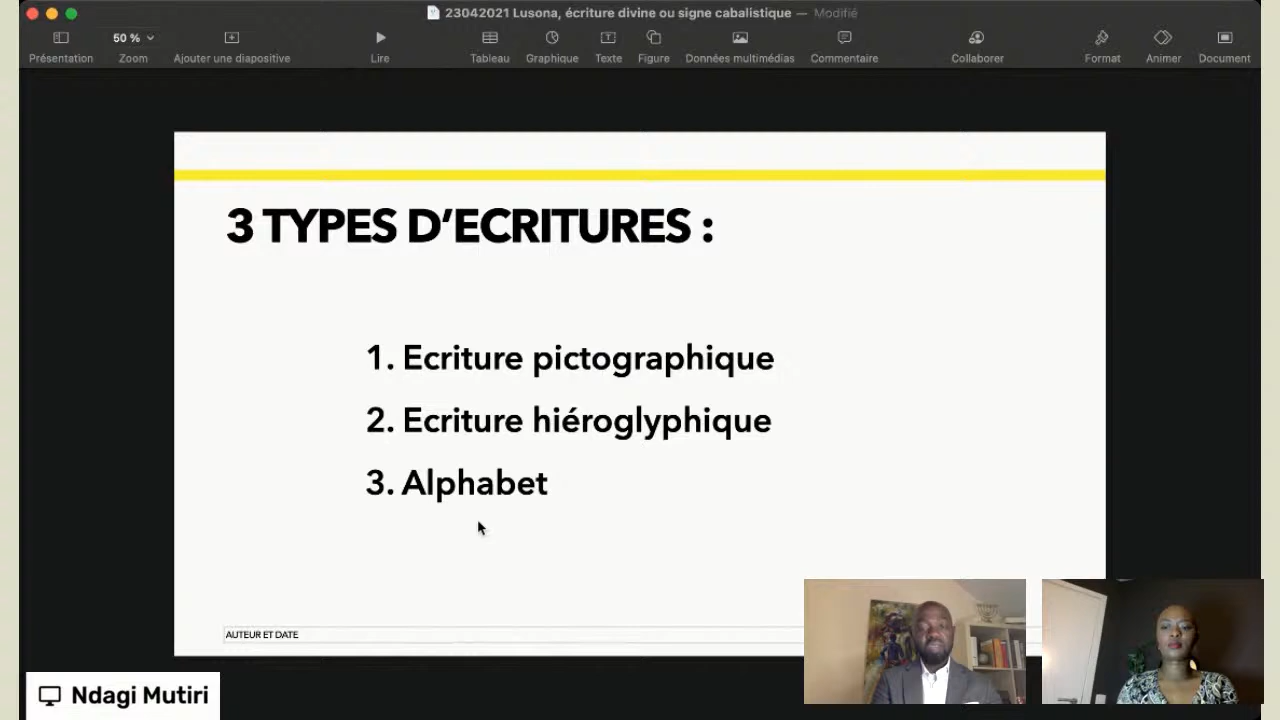 23042021 Lusona, écriture divine ou signe cabalistique — Modifié
50 %
Présentation Zoom Ajouter une diapositive Lire Tableau Graphique Texte Figure Données multimédias Commentaire Collaborer Format Animer Document
3 TYPES D’ECRITURES :
1. Ecriture pictographique
2. Ecriture hiéroglyphique
3. Alphabet
AUTEUR ET DATE
Ndagi Mutiri